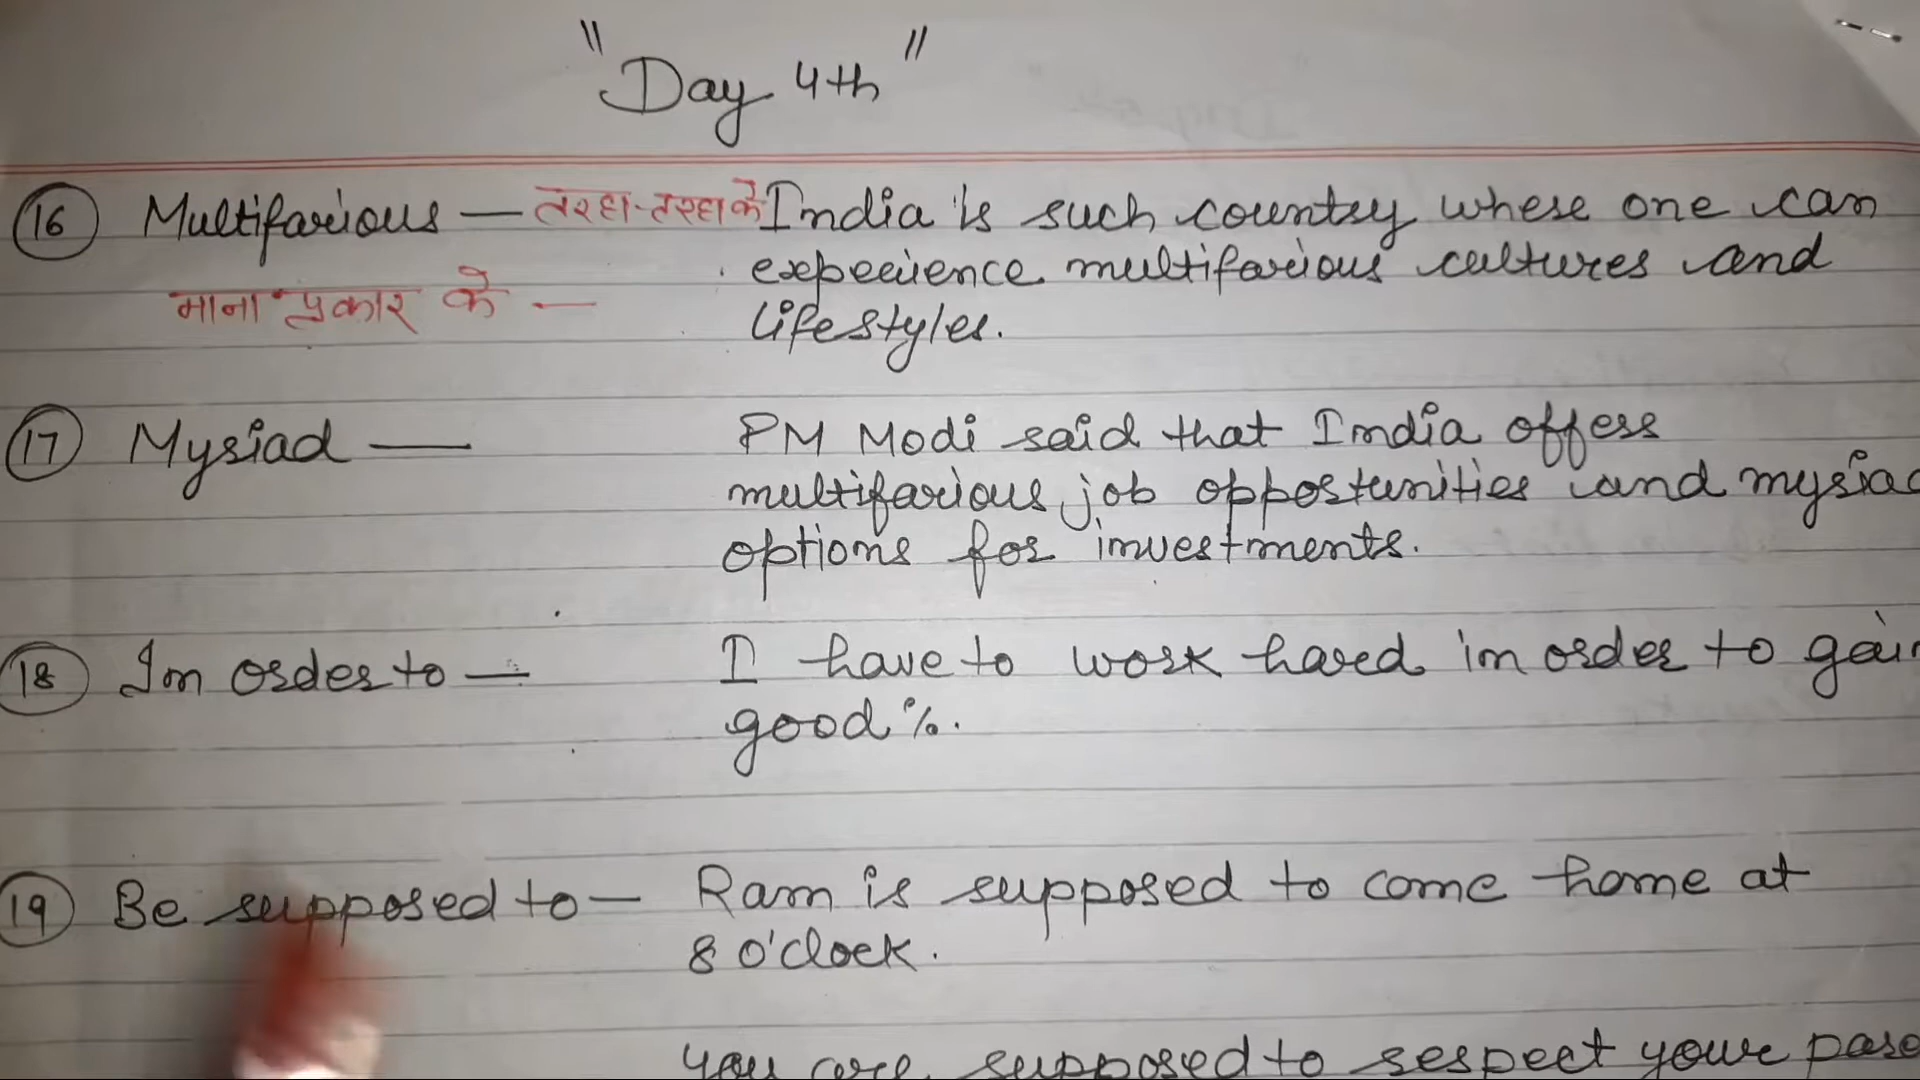 "Day 4th"
16 Multifarious — तरहा-तरहा के India is such country where one can
experience multifarious cultures and
माना प्रकार के —
lifestyles.
17 Myriad — PM Modi said that India offers
multifarious job opportunities and myriad
options for investments.
18 In order to — I have to work hard in order to gain
good %.
19 Be supposed to — Ram is supposed to come home at
8 o'clock.
you are supposed to respect your